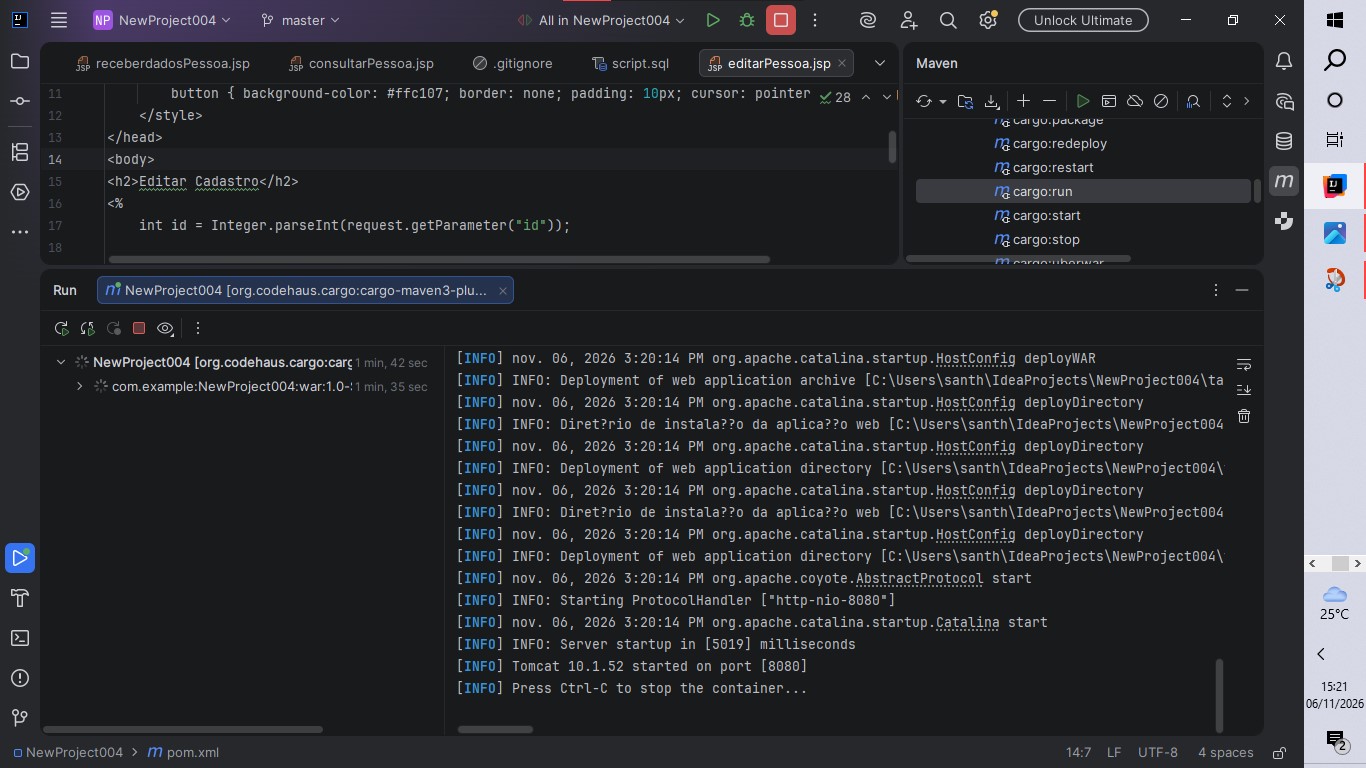 NP NewProject004
master
All in NewProject004
Unlock Ultimate
receberdadosPessoa.jsp
consultarPessoa.jsp
.gitignore
script.sql
editarPessoa.jsp
11 button { background-color: #ffc107; border: none; padding: 10px; cursor: pointer
28
12 </style>
13 </head>
14 <body>
15 <h2>Editar Cadastro</h2>
16 <%
17 int id = Integer.parseInt(request.getParameter("id"));
18
Maven
cargo:package
cargo:redeploy
cargo:restart
cargo:run
cargo:start
cargo:stop
cargo:uberwar
Run
NewProject004 [org.codehaus.cargo:cargo-maven3-plu...
NewProject004 [org.codehaus.cargo:carg 1 min, 42 sec
com.example:NewProject004:war:1.0-S 1 min, 35 sec
[INFO] nov. 06, 2026 3:20:14 PM org.apache.catalina.startup.HostConfig deployWAR
[INFO] INFO: Deployment of web application archive [C:\Users\santh\IdeaProjects\NewProject004\ta
[INFO] nov. 06, 2026 3:20:14 PM org.apache.catalina.startup.HostConfig deployDirectory
[INFO] INFO: Diret?rio de instala??o da aplica??o web [C:\Users\santh\IdeaProjects\NewProject004
[INFO] nov. 06, 2026 3:20:14 PM org.apache.catalina.startup.HostConfig deployDirectory
[INFO] INFO: Deployment of web application directory [C:\Users\santh\IdeaProjects\NewProject004\
[INFO] nov. 06, 2026 3:20:14 PM org.apache.catalina.startup.HostConfig deployDirectory
[INFO] INFO: Diret?rio de instala??o da aplica??o web [C:\Users\santh\IdeaProjects\NewProject004
[INFO] nov. 06, 2026 3:20:14 PM org.apache.catalina.startup.HostConfig deployDirectory
[INFO] INFO: Deployment of web application directory [C:\Users\santh\IdeaProjects\NewProject004\
[INFO] nov. 06, 2026 3:20:14 PM org.apache.coyote.AbstractProtocol start
[INFO] INFO: Starting ProtocolHandler ["http-nio-8080"]
[INFO] nov. 06, 2026 3:20:14 PM org.apache.catalina.startup.Catalina start
[INFO] INFO: Server startup in [5019] milliseconds
[INFO] Tomcat 10.1.52 started on port [8080]
[INFO] Press Ctrl-C to stop the container...
NewProject004 > pom.xml
14:7 LF UTF-8 4 spaces
25°C
15:21
06/11/2026
2